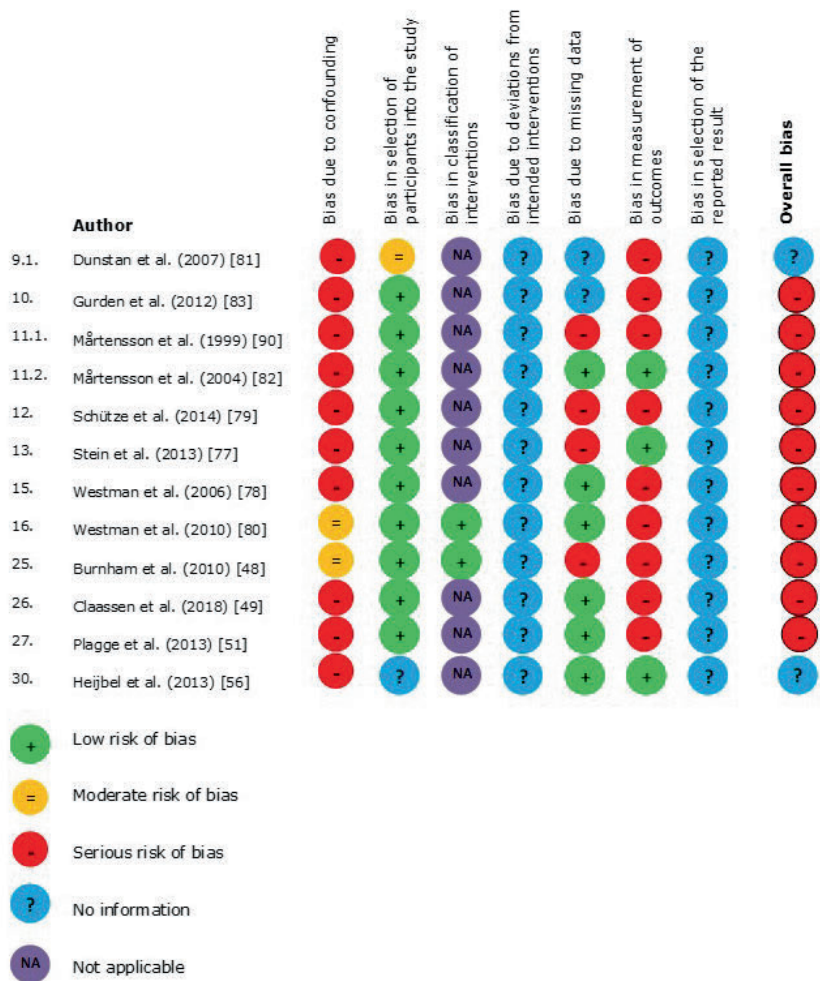 Bias due to confounding
Bias in selection of
participants into the study
Bias in classification of
interventions
Bias due to deviations from
intended interventions
Bias due to missing data
Bias in measurement of
outcomes
Bias in selection of the
reported result
Overall bias
Author
9.1. Dunstan et al. (2007) [81] - = NA ? ? - ? ?
10. Gurden et al. (2012) [83] - + NA ? ? - ? -
11.1. Mårtensson et al. (1999) [90] - + NA ? - - ? -
11.2. Mårtensson et al. (2004) [82] - + NA ? + + ? -
12. Schütze et al. (2014) [79] - + NA ? - - ? -
13. Stein et al. (2013) [77] - + NA ? - + ? -
15. Westman et al. (2006) [78] - + NA ? + - ? -
16. Westman et al. (2010) [80] = + + ? + - ? -
25. Burnham et al. (2010) [48] = + + ? - - ? -
26. Claassen et al. (2018) [49] - + NA ? + - ? -
27. Plagge et al. (2013) [51] - + NA ? + - ? -
30. Heijbel et al. (2013) [56] - ? NA ? + + ? ?
+ Low risk of bias
= Moderate risk of bias
- Serious risk of bias
? No information
NA Not applicable